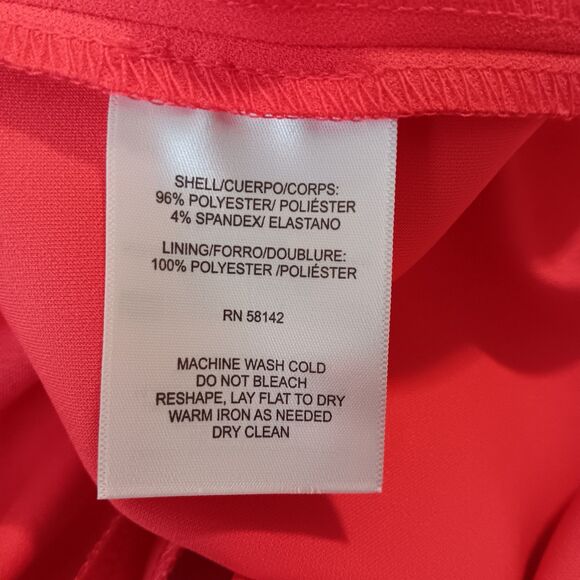 SHELL/CUERPO/CORPS:
96% POLYESTER/ POLIÉSTER
4% SPANDEX/ ELASTANO
LINING/FORRO/DOUBLURE:
100% POLYESTER /POLIÉSTER
RN 58142
MACHINE WASH COLD
DO NOT BLEACH
RESHAPE, LAY FLAT TO DRY
WARM IRON AS NEEDED
DRY CLEAN